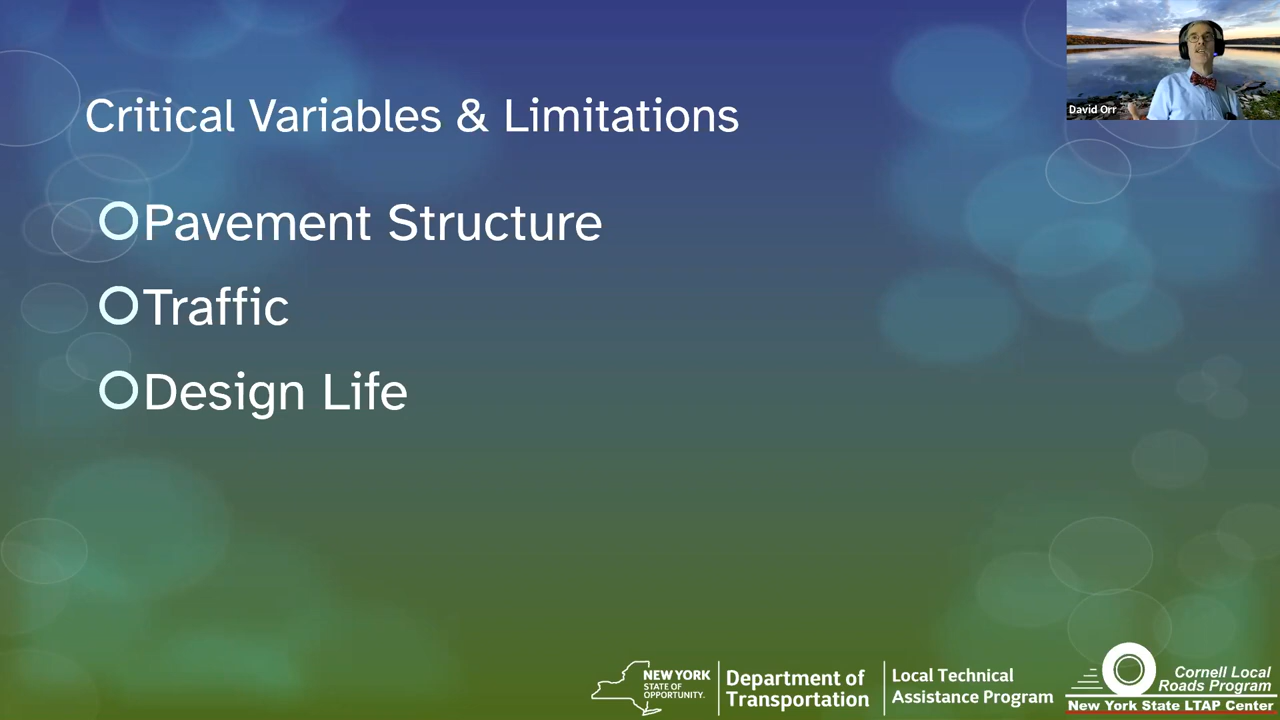 David Orr
Critical Variables & Limitations
Pavement Structure
Traffic
Design Life
NEW YORK
STATE OF
OPPORTUNITY.
Department of
Transportation
Local Technical
Assistance Program
Cornell Local
Roads Program
New York State LTAP Center